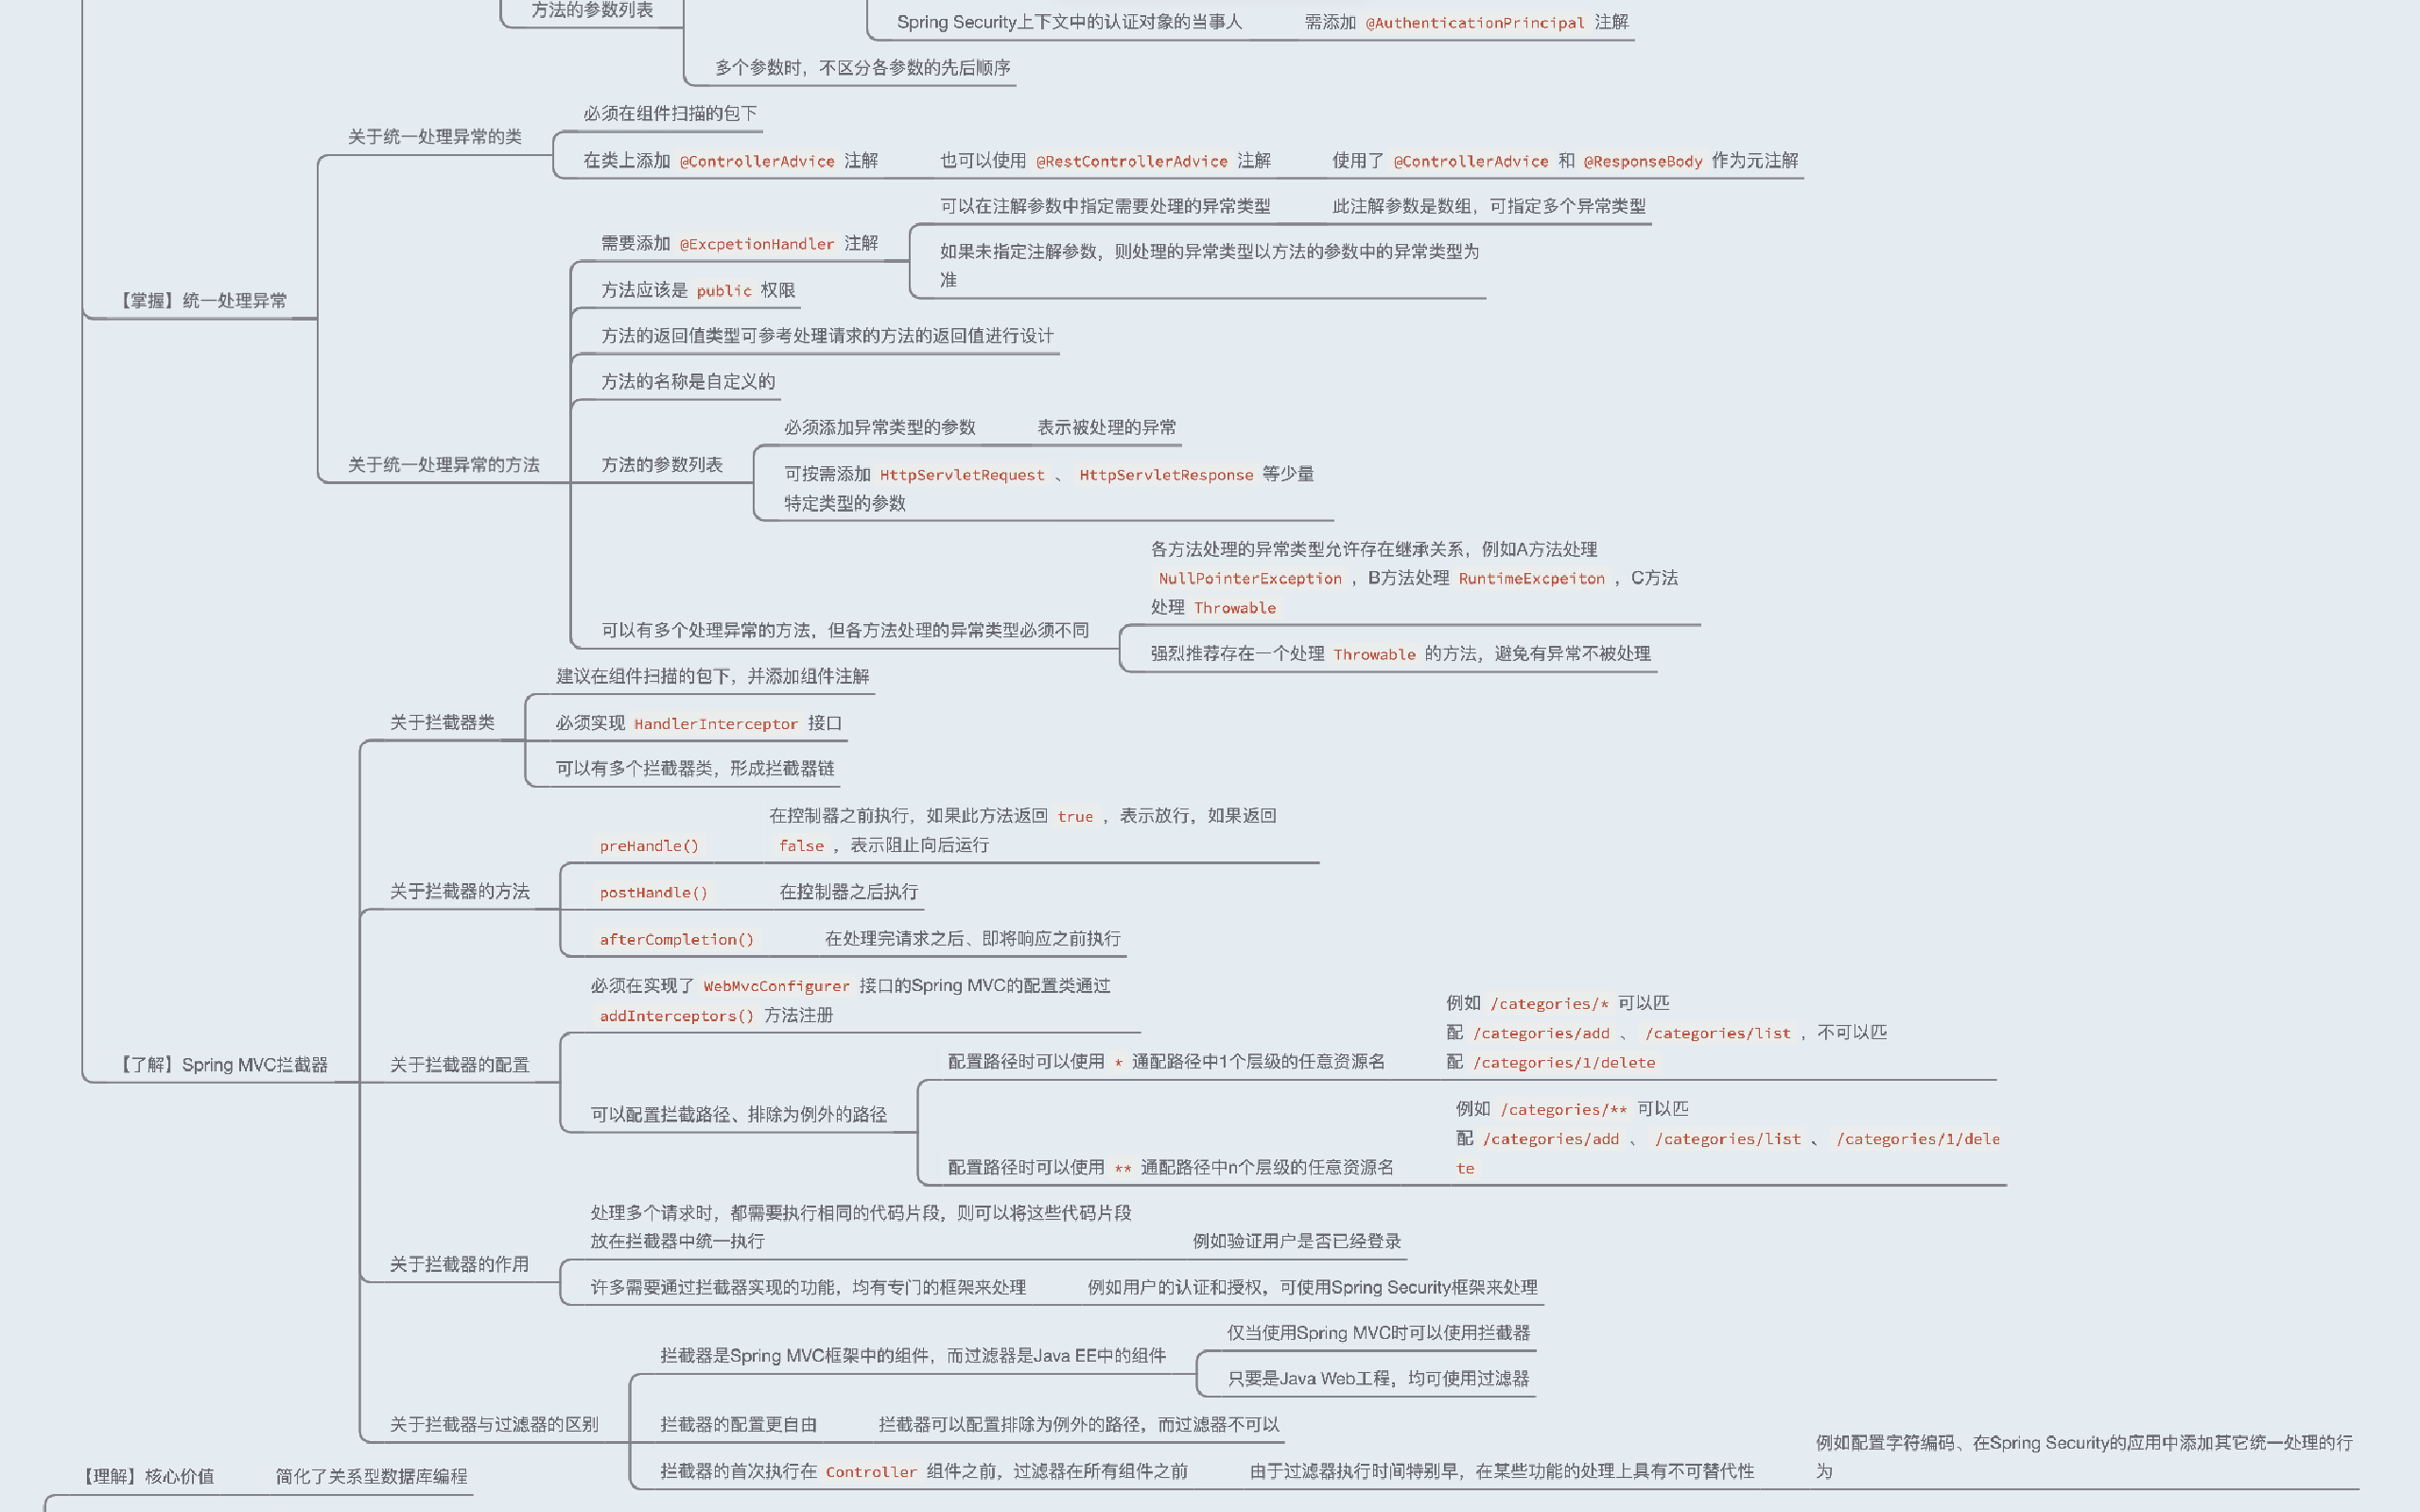 方法的参数列表
Spring Security上下文中的认证对象的当事人
需添加 @AuthenticationPrincipal 注解
多个参数时，不区分各参数的先后顺序
【掌握】统一处理异常
关于统一处理异常的类
必须在组件扫描的包下
在类上添加 @ControllerAdvice 注解
也可以使用 @RestControllerAdvice 注解
使用了 @ControllerAdvice 和 @ResponseBody 作为元注解
关于统一处理异常的方法
需要添加 @ExcpetionHandler 注解
可以在注解参数中指定需要处理的异常类型
此注解参数是数组，可指定多个异常类型
如果未指定注解参数，则处理的异常类型以方法的参数中的异常类型为
准
方法应该是 public 权限
方法的返回值类型可参考处理请求的方法的返回值进行设计
方法的名称是自定义的
方法的参数列表
必须添加异常类型的参数
表示被处理的异常
可按需添加 HttpServletRequest 、 HttpServletResponse 等少量
特定类型的参数
可以有多个处理异常的方法，但各方法处理的异常类型必须不同
各方法处理的异常类型允许存在继承关系，例如A方法处理
NullPointerException ，B方法处理 RuntimeExcpeiton ，C方法
处理 Throwable
强烈推荐存在一个处理 Throwable 的方法，避免有异常不被处理
【了解】Spring MVC拦截器
关于拦截器类
建议在组件扫描的包下，并添加组件注解
必须实现 HandlerInterceptor 接口
可以有多个拦截器类，形成拦截器链
关于拦截器的方法
preHandle()
在控制器之前执行，如果此方法返回 true ，表示放行，如果返回
false ，表示阻止向后运行
postHandle()
在控制器之后执行
afterCompletion()
在处理完请求之后、即将响应之前执行
关于拦截器的配置
必须在实现了 WebMvcConfigurer 接口的Spring MVC的配置类通过
addInterceptors() 方法注册
可以配置拦截路径、排除为例外的路径
配置路径时可以使用 * 通配路径中1个层级的任意资源名
例如 /categories/* 可以匹
配 /categories/add 、 /categories/list ，不可以匹
配 /categories/1/delete
配置路径时可以使用 ** 通配路径中n个层级的任意资源名
例如 /categories/** 可以匹
配 /categories/add 、 /categories/list 、 /categories/1/dele
te
关于拦截器的作用
处理多个请求时，都需要执行相同的代码片段，则可以将这些代码片段
放在拦截器中统一执行
例如验证用户是否已经登录
许多需要通过拦截器实现的功能，均有专门的框架来处理
例如用户的认证和授权，可使用Spring Security框架来处理
关于拦截器与过滤器的区别
拦截器是Spring MVC框架中的组件，而过滤器是Java EE中的组件
仅当使用Spring MVC时可以使用拦截器
只要是Java Web工程，均可使用过滤器
拦截器的配置更自由
拦截器可以配置排除为例外的路径，而过滤器不可以
拦截器的首次执行在 Controller 组件之前，过滤器在所有组件之前
由于过滤器执行时间特别早，在某些功能的处理上具有不可替代性
例如配置字符编码、在Spring Security的应用中添加其它统一处理的行
为
【理解】核心价值
简化了关系型数据库编程